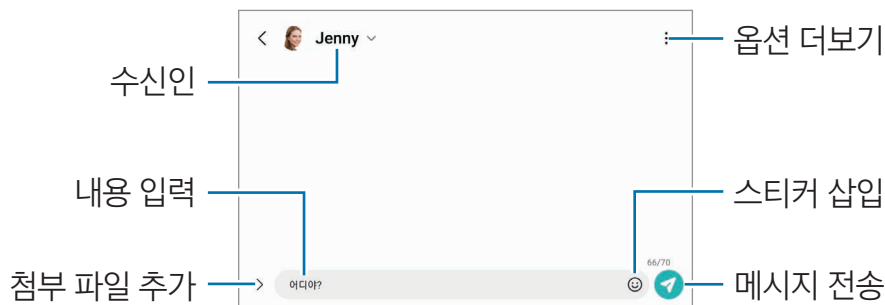 Jenny
옵션 더보기
수신인
내용 입력
스티커 삽입
66/70
첨부 파일 추가
어디야?
메시지 전송